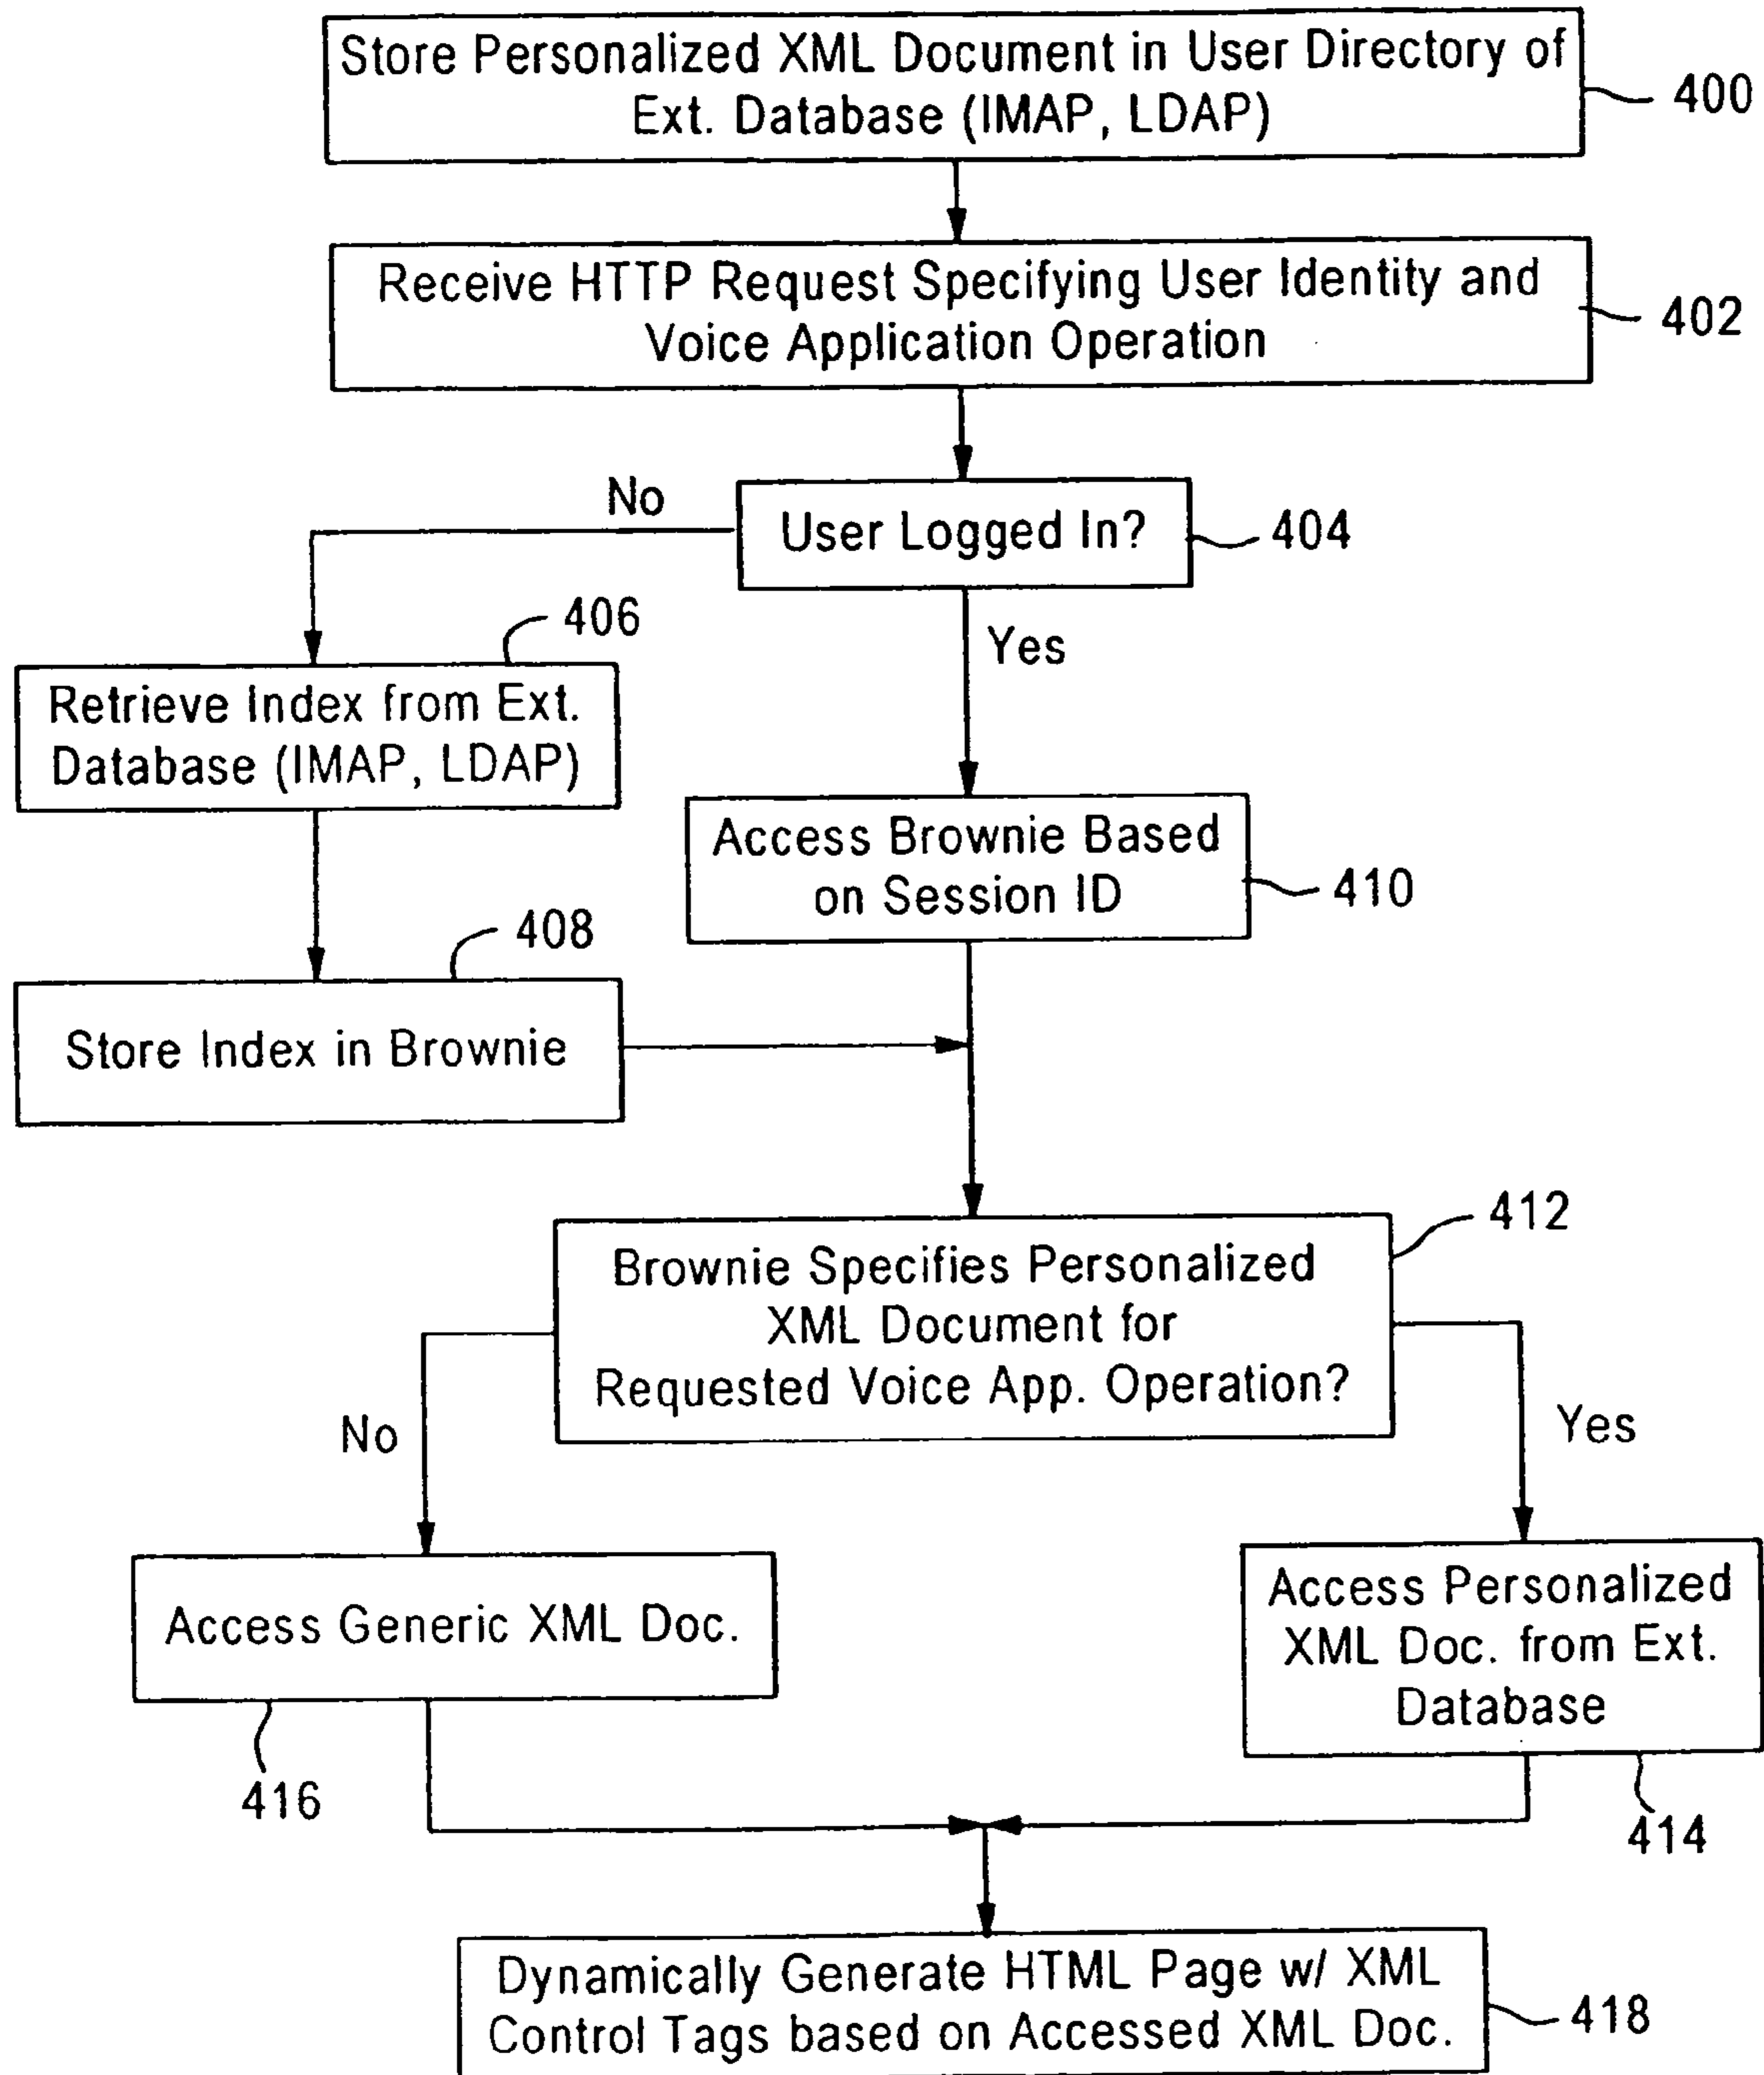 Store Personalized XML Document in User Directory of
Ext. Database (IMAP, LDAP)
400
Receive HTTP Request Specifying User Identity and
Voice Application Operation
402
No
User Logged In?
404
406
Yes
Retrieve Index from Ext.
Database (IMAP, LDAP)
Access Brownie Based
on Session ID
410
408
Store Index in Brownie
412
Brownie Specifies Personalized
XML Document for
Requested Voice App. Operation?
No
Yes
Access Generic XML Doc.
416
Access Personalized
XML Doc. from Ext.
Database
414
Dynamically Generate HTML Page w/ XML
Control Tags based on Accessed XML Doc.
418